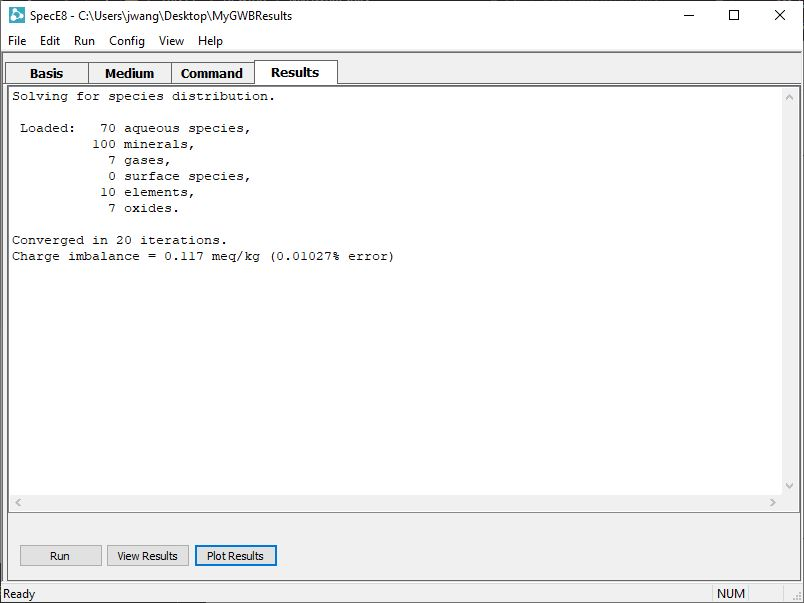 SpecE8 - C:\Users\jwang\Desktop\MyGWBResults
File Edit Run Config View Help
Basis Medium Command Results
Solving for species distribution.
Loaded: 70 aqueous species,
100 minerals,
7 gases,
0 surface species,
10 elements,
7 oxides.
Converged in 20 iterations.
Charge imbalance = 0.117 meq/kg (0.01027% error)
Run View Results Plot Results
Ready NUM